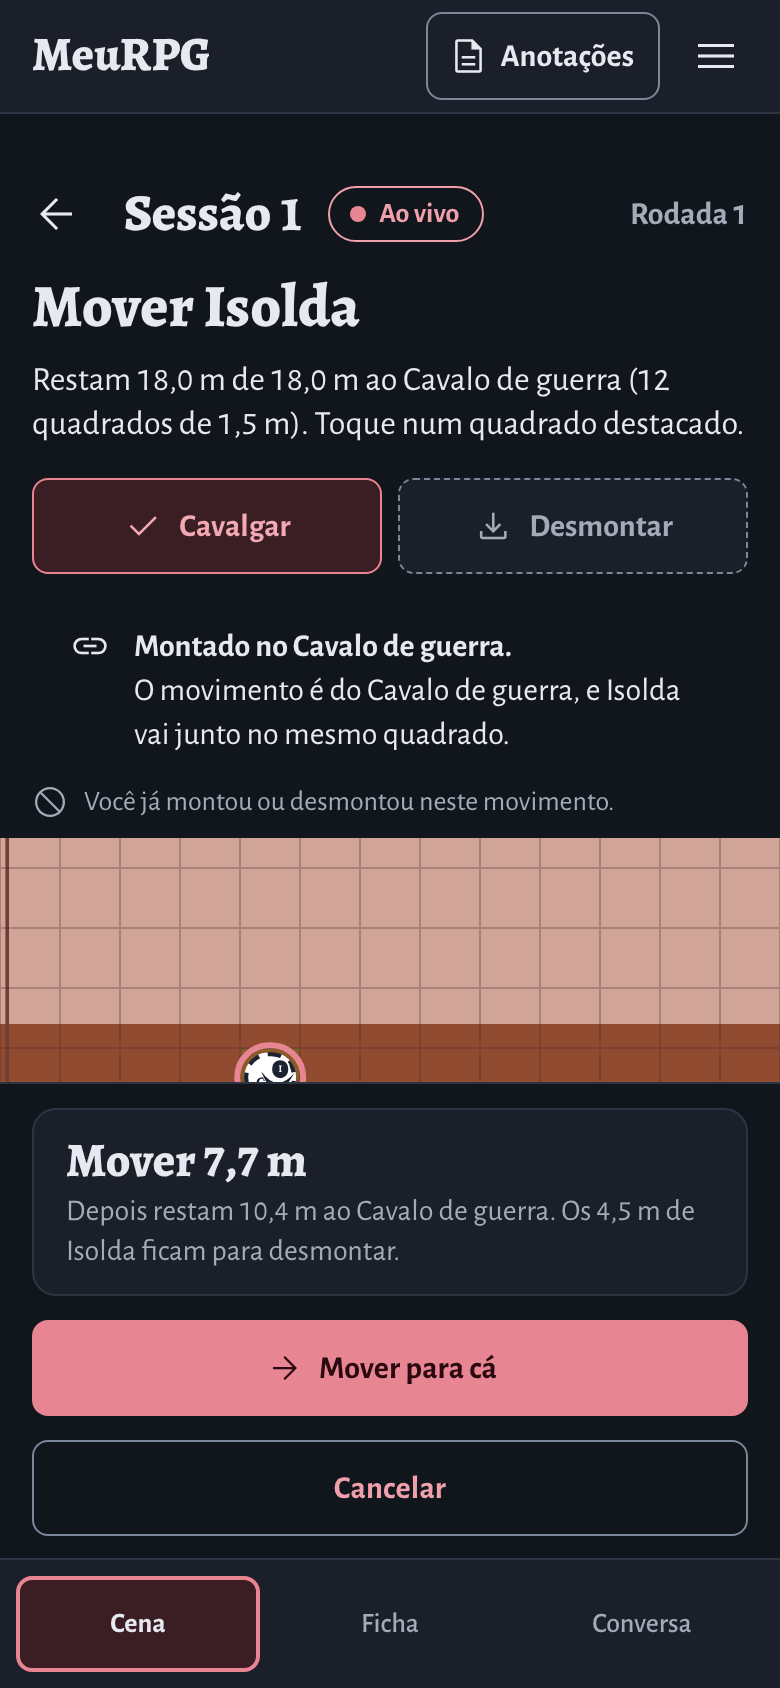 MeuRPG
Anotações
Sessão 1
Ao vivo
Rodada 1
Mover Isolda
Restam 18,0 m de 18,0 m ao Cavalo de guerra (12
quadrados de 1,5 m). Toque num quadrado destacado.
Cavalgar
Desmontar
Montado no Cavalo de guerra.
O movimento é do Cavalo de guerra, e Isolda
vai junto no mesmo quadrado.
Você já montou ou desmontou neste movimento.
I
Mover 7,7 m
Depois restam 10,4 m ao Cavalo de guerra. Os 4,5 m de
Isolda ficam para desmontar.
Mover para cá
Cancelar
Cena
Ficha
Conversa